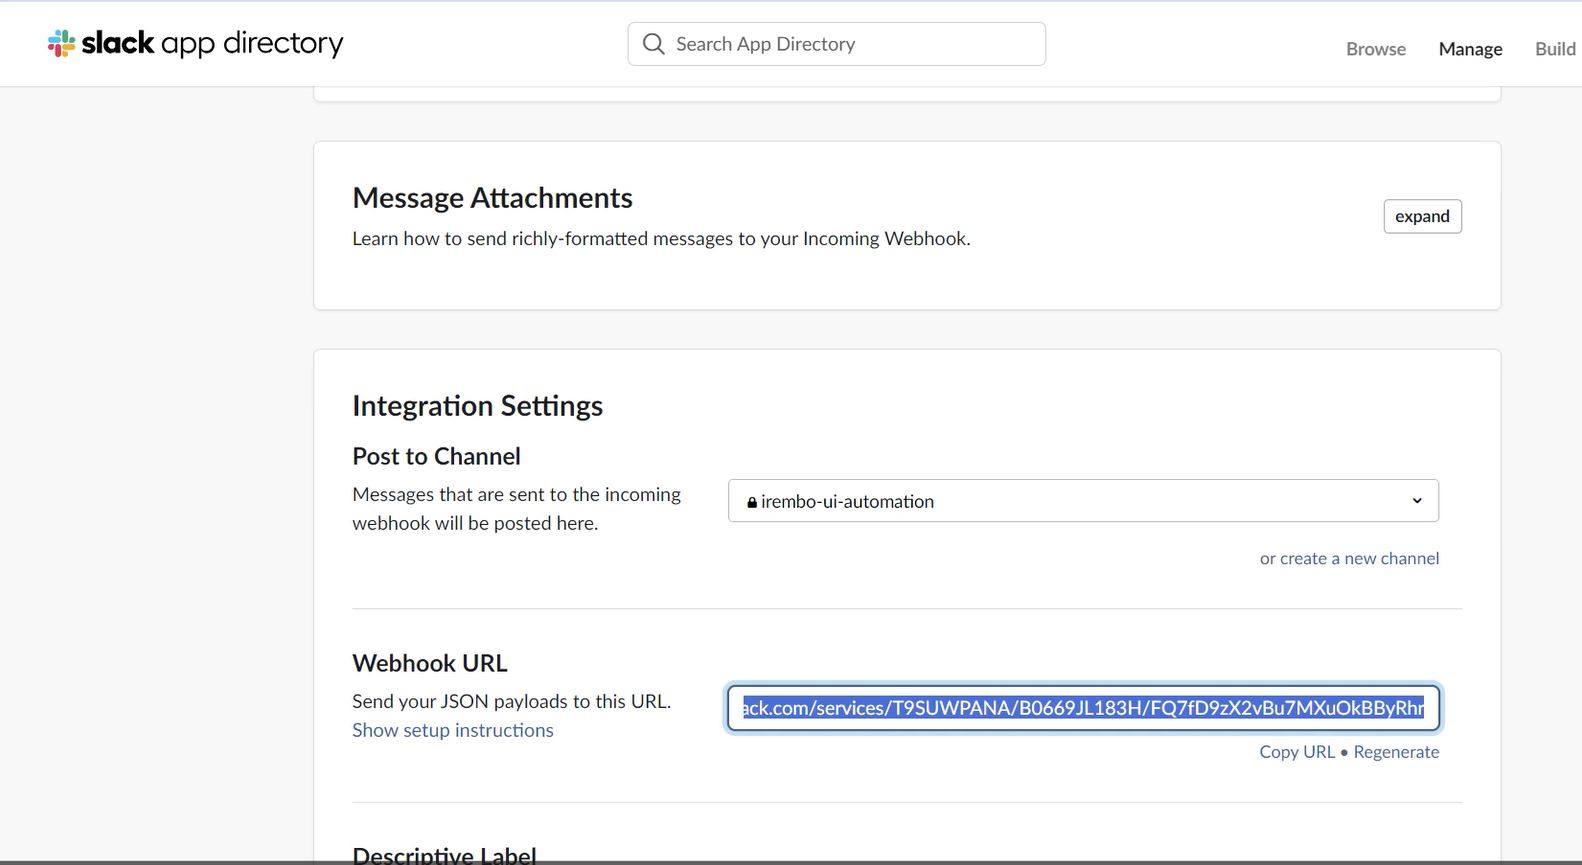 slack app directory
Search App Directory
Browse
Manage
Build
Message Attachments
Learn how to send richly-formatted messages to your Incoming Webhook.
expand
Integration Settings
Post to Channel
Messages that are sent to the incoming
webhook will be posted here.
irembo-ui-automation
or create a new channel
Webhook URL
Send your JSON payloads to this URL.
Show setup instructions
ack.com/services/T9SUWPANA/B0669JL183H/FQ7fD9zX2vBu7MXuOkBByRhr
Copy URL • Regenerate
Descriptive Label